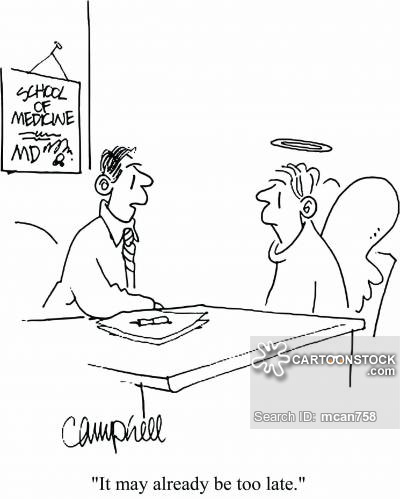 SCHOOL
OF
MEDICINE
MD
CARTOONSTOCK
.com
Search ID: mcan758
Campbell
"It may already be too late."